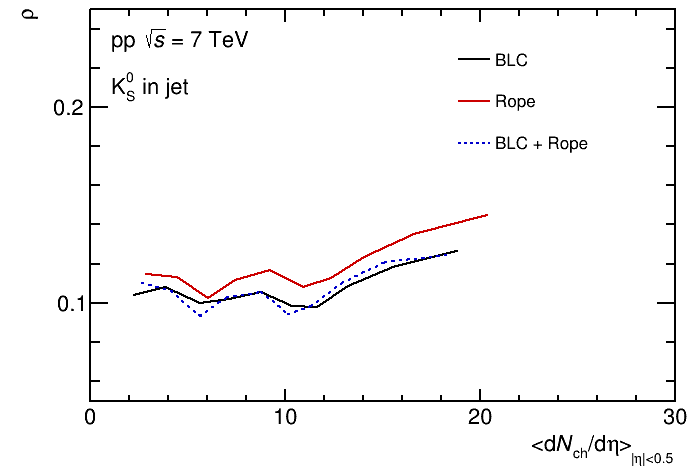 ρ
pp √s = 7 TeV
K⁰S in jet
BLC
Rope
BLC + Rope
0.2
0.1
0 10 20 30
<dNch/dη>|η|<0.5